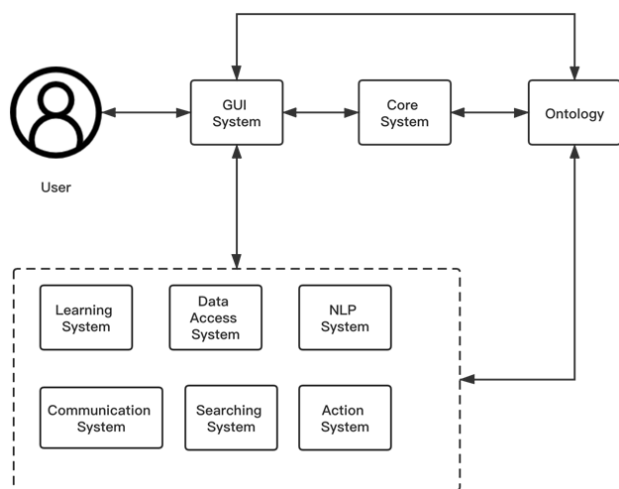 GUI
System
Core
System
Ontology
User
Learning
System
Data
Access
System
NLP
System
Communication
System
Searching
System
Action
System